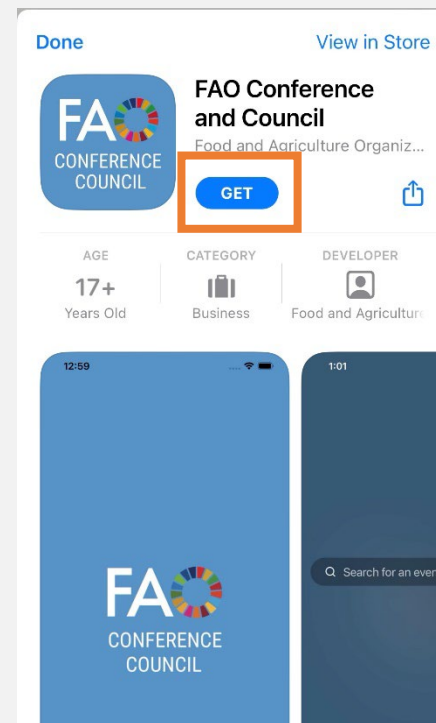 Done
View in Store
FAO
CONFERENCE
COUNCIL
FAO Conference
and Council
Food and Agriculture Organiz...
GET
AGE
17+
Years Old
CATEGORY
Business
DEVELOPER
Food and Agriculture
12:59
FAO
CONFERENCE
COUNCIL
1:01
Search for an even